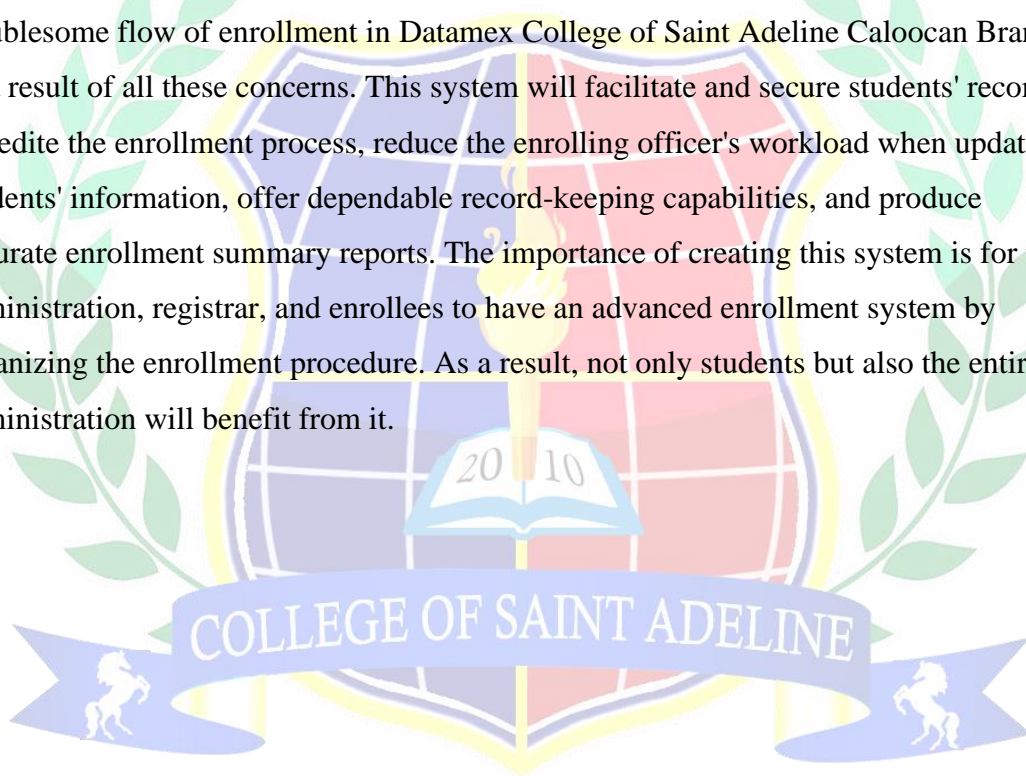 ublesome flow of enrollment in Datamex College of Saint Adeline Caloocan Bran
result of all these concerns. This system will facilitate and secure students' recor
edite the enrollment process, reduce the enrolling officer's workload when updat
dents' information, offer dependable record-keeping capabilities, and produce
urate enrollment summary reports. The importance of creating this system is for
ministration, registrar, and enrollees to have an advanced enrollment system by
anizing the enrollment procedure. As a result, not only students but also the entir
ministration will benefit from it.
20 10
COLLEGE OF SAINT ADELINE